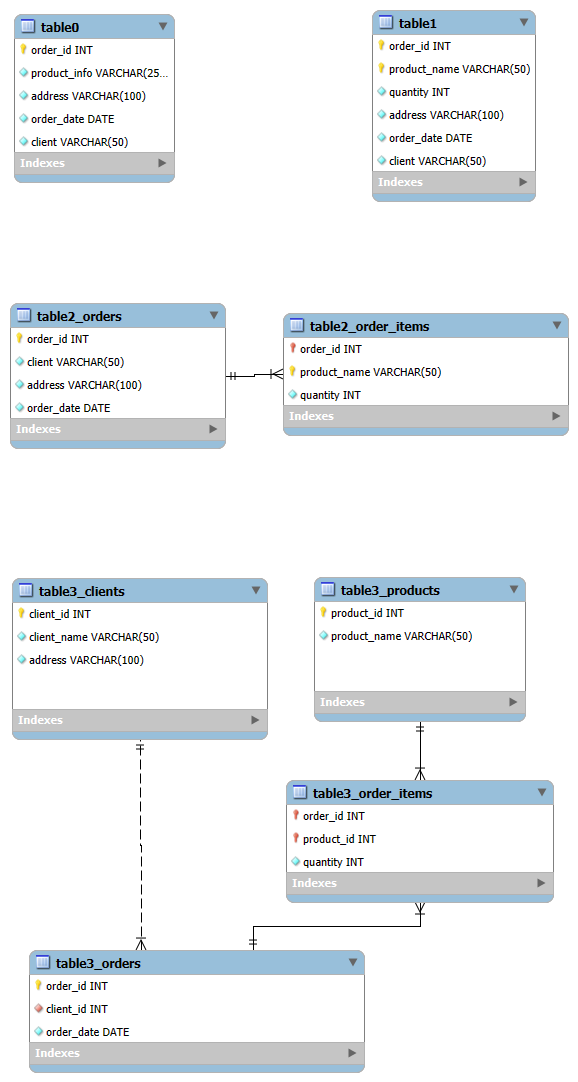 table0
order_id INT
product_info VARCHAR(25...
address VARCHAR(100)
order_date DATE
client VARCHAR(50)
Indexes
table1
order_id INT
product_name VARCHAR(50)
quantity INT
address VARCHAR(100)
order_date DATE
client VARCHAR(50)
Indexes
table2_orders
order_id INT
client VARCHAR(50)
address VARCHAR(100)
order_date DATE
Indexes
table2_order_items
order_id INT
product_name VARCHAR(50)
quantity INT
Indexes
table3_clients
client_id INT
client_name VARCHAR(50)
address VARCHAR(100)
Indexes
table3_products
product_id INT
product_name VARCHAR(50)
Indexes
table3_order_items
order_id INT
product_id INT
quantity INT
Indexes
table3_orders
order_id INT
client_id INT
order_date DATE
Indexes